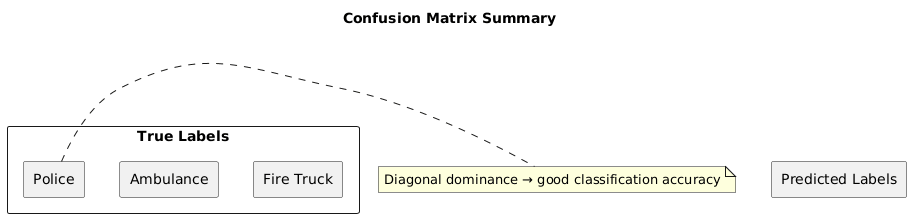 Confusion Matrix Summary
True Labels
Police
Ambulance
Fire Truck
Diagonal dominance → good classification accuracy
Predicted Labels